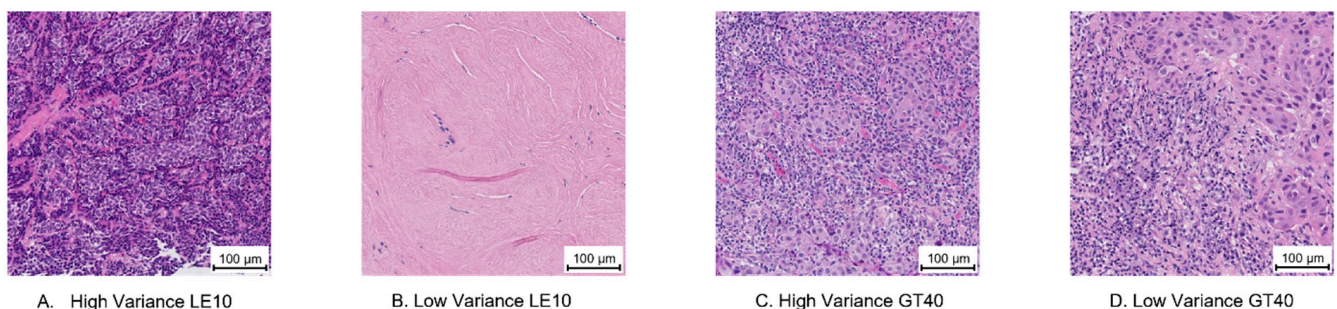 100 µm
100 µm
100 µm
100 µm
A. High Variance LE10
B. Low Variance LE10
C. High Variance GT40
D. Low Variance GT40